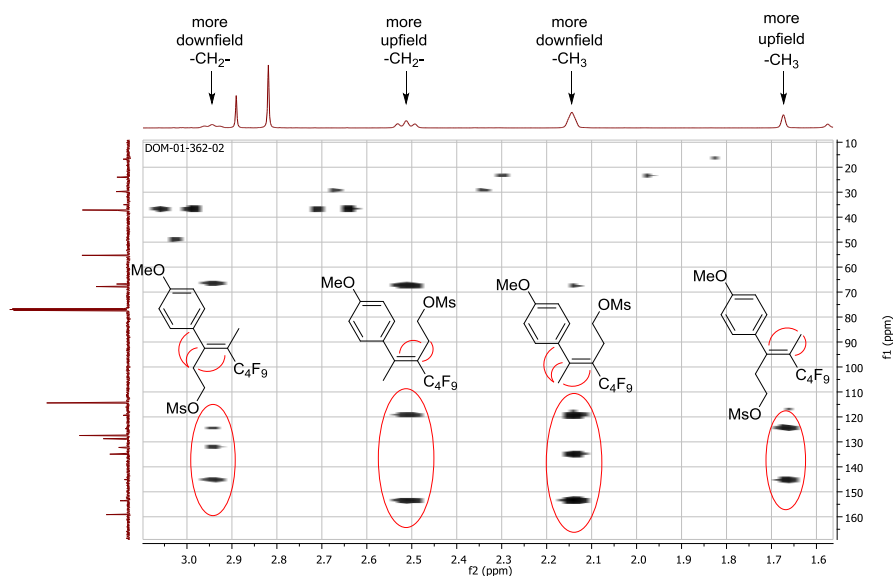 more
downfield
-CH2-
more
upfield
-CH2-
more
downfield
-CH3
more
upfield
-CH3
DOM-01-362-02
MeO
C4F9
MsO
MeO
OMs
C4F9
MeO
OMs
C4F9
MeO
C4F9
MsO
10
20
30
40
50
60
70
80
90
100
110
120
130
140
150
160
f1 (ppm)
3.0
2.9
2.8
2.7
2.6
2.5
2.4
2.3
2.2
2.1
2.0
1.9
1.8
1.7
1.6
f2 (ppm)